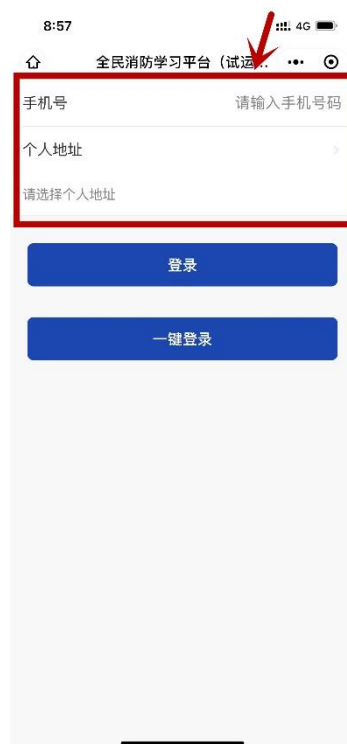 8:57
4G
全民消防学习平台（试运...
手机号
请输入手机号码
个人地址
请选择个人地址
登录
一键登录